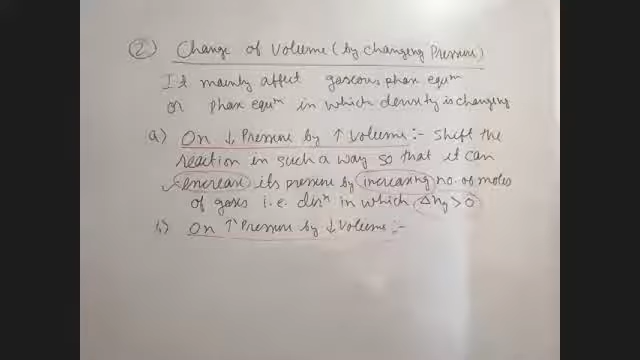 ② Change of Volume (by changing Pressure)
It mainly affect gaseous phase equm
or phase equm in which density is changing
a) On ↓ Pressure by ↑ Volume :- Shift the
reaction in such a way so that it can
increase its pressure by increasing no. of moles
of gases i.e. dirn in which Δng > 0
b) On ↑ Pressure by ↓ Volume :-